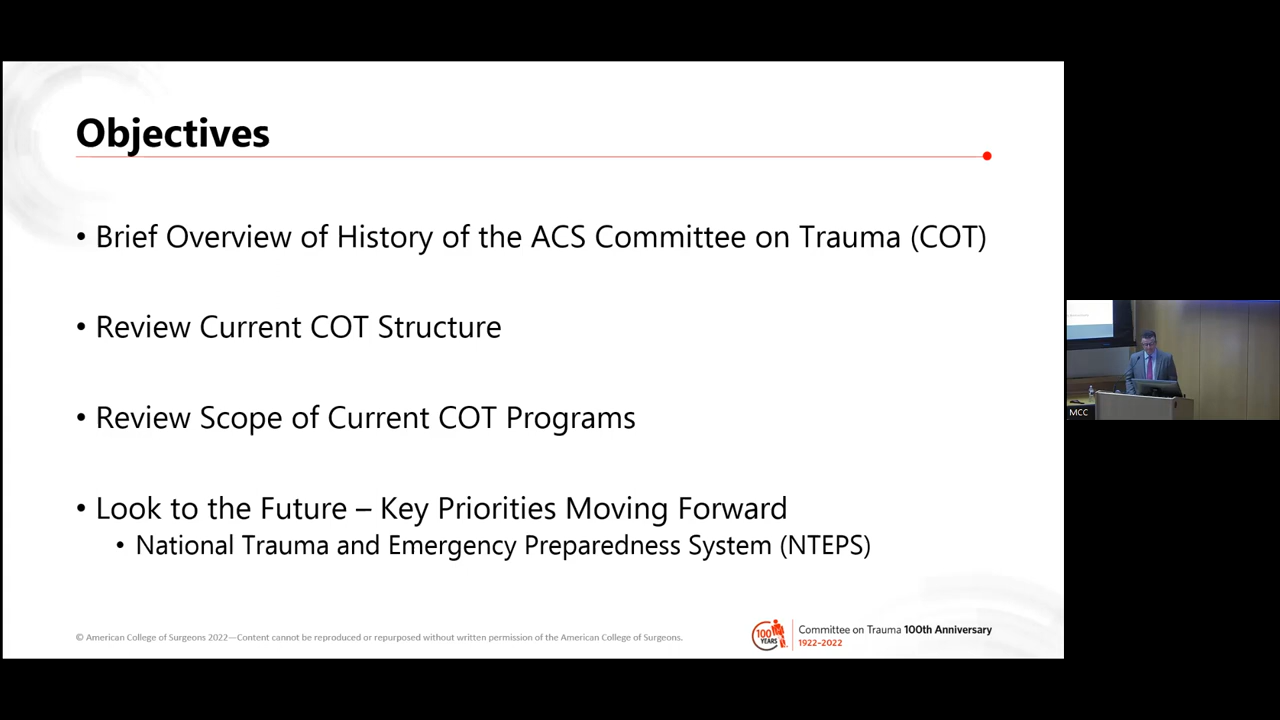 Objectives
• Brief Overview of History of the ACS Committee on Trauma (COT)
• Review Current COT Structure
• Review Scope of Current COT Programs
• Look to the Future – Key Priorities Moving Forward
• National Trauma and Emergency Preparedness System (NTEPS)
© American College of Surgeons 2022—Content cannot be reproduced or repurposed without written permission of the American College of Surgeons.
100
YEARS
Committee on Trauma 100th Anniversary
1922-2022
MCC